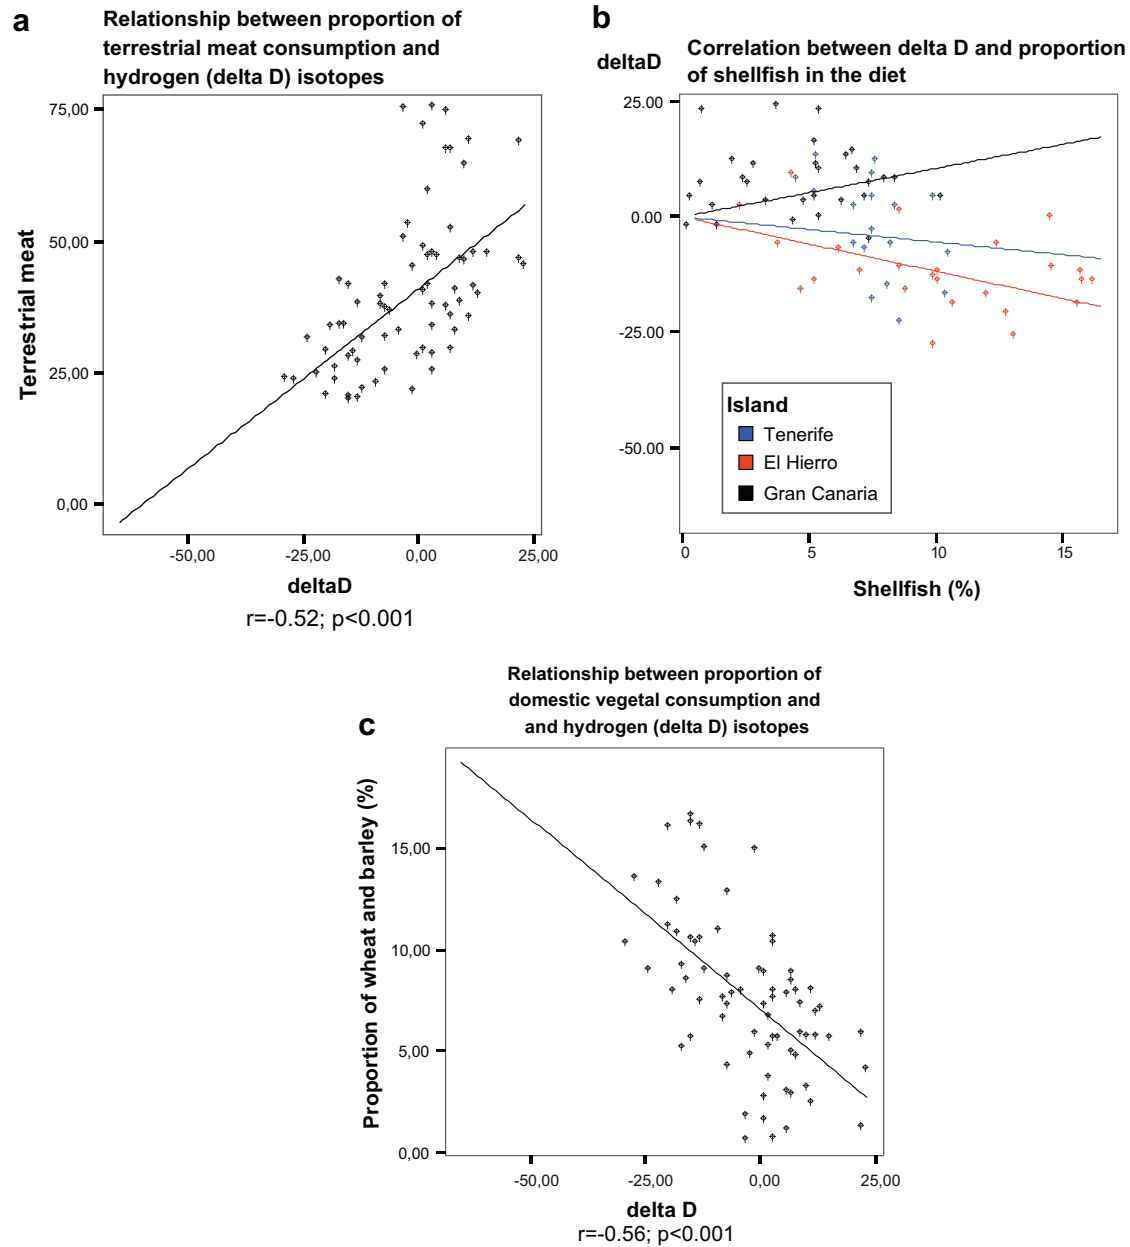 a
Relationship between proportion of
terrestrial meat consumption and
hydrogen (delta D) isotopes
75,00
50,00
25,00
0,00
Terrestrial meat
-50,00
-25,00
0,00
25,00
deltaD
r=-0.52; p<0.001
b
deltaD
Correlation between delta D and proportion
of shellfish in the diet
25.00
0.00
-25.00
-50.00
Island
Tenerife
El Hierro
Gran Canaria
0
5
10
15
Shellfish (%)
c
Relationship between proportion of
domestic vegetal consumption and
and hydrogen (delta D) isotopes
Proportion of wheat and barley (%)
15,00
10,00
5,00
0,00
-50,00
-25,00
0,00
25,00
delta D
r=-0.56; p<0.001